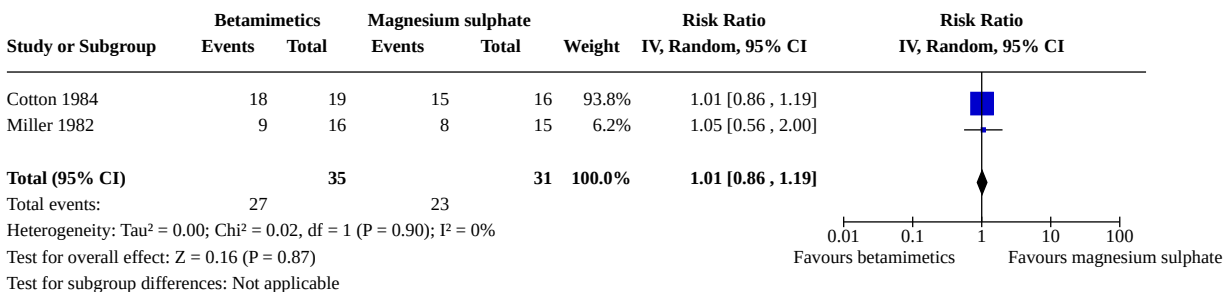 Betamimetics Magnesium sulphate Risk Ratio Risk Ratio
Study or Subgroup Events Total Events Total Weight IV, Random, 95% CI IV, Random, 95% CI
Cotton 1984 18 19 15 16 93.8% 1.01 [0.86 , 1.19]
Miller 1982 9 16 8 15 6.2% 1.05 [0.56 , 2.00]
Total (95% CI) 35 31 100.0% 1.01 [0.86 , 1.19]
Total events: 27 23
Heterogeneity: Tau² = 0.00; Chi² = 0.02, df = 1 (P = 0.90); I² = 0%
0.01 0.1 1 10 100
Test for overall effect: Z = 0.16 (P = 0.87) Favours betamimetics Favours magnesium sulphate
Test for subgroup differences: Not applicable